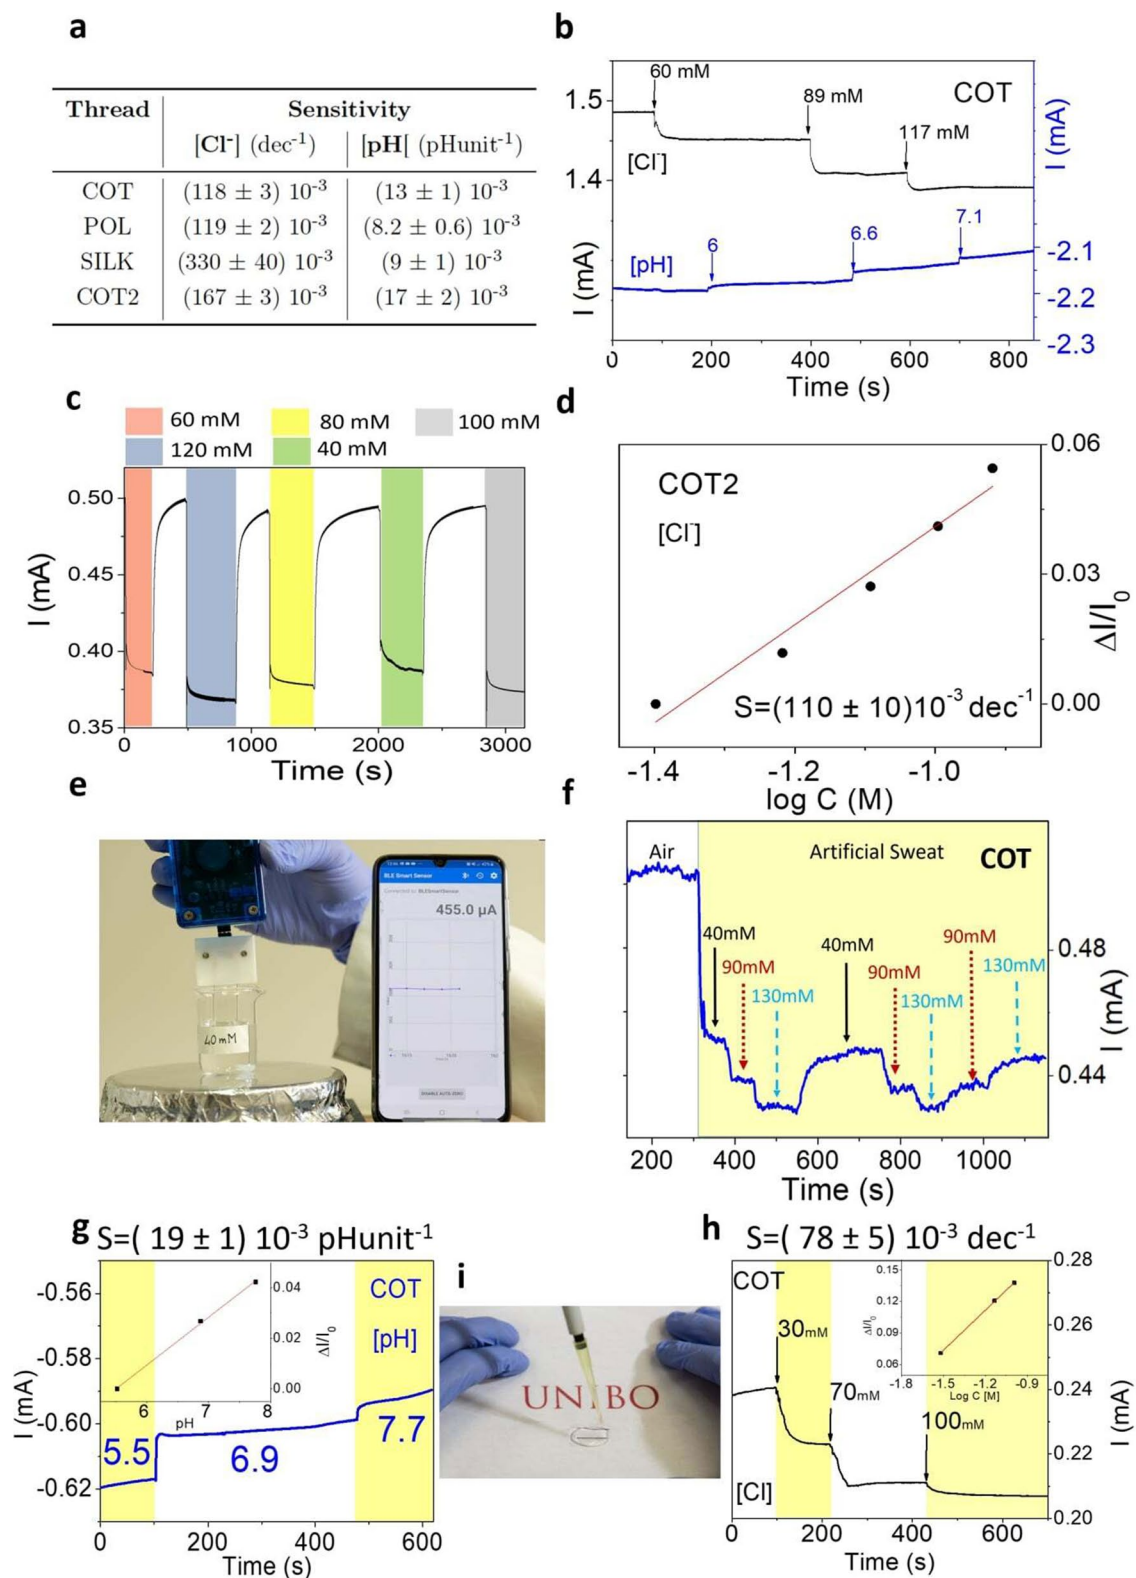 a
Thread Sensitivity
[Cl-] (dec-1) [pH[ (pHunit-1)
COT (118 ± 3) 10-3 (13 ± 1) 10-3
POL (119 ± 2) 10-3 (8.2 ± 0.6) 10-3
SILK (330 ± 40) 10-3 (9 ± 1) 10-3
COT2 (167 ± 3) 10-3 (17 ± 2) 10-3
b
60 mM
89 mM
117 mM
COT
[Cl-]
[pH]
6
6.6
7.1
1.5
1.4
I (mA)
I (mA)
-2.1
-2.2
-2.3
0 200 400 600 800
Time (s)
c
60 mM 80 mM 100 mM
120 mM 40 mM
0.50
0.45
0.40
0.35
I (mA)
0 1000 2000 3000
Time (s)
d
COT2
[Cl-]
S=(110 ± 10)10-3 dec-1
0.06
0.03
0.00
ΔI/I0
-1.4 -1.2 -1.0
log C (M)
e
40 mM
BLE Smart Sensor
Connected to: BLESmartSensor
455.0 µA
ENABLE AUTO ZERO
f
Air
Artificial Sweat
COT
40mM
90mM
130mM
40mM
90mM
130mM
90mM
130mM
0.48
0.44
I (mA)
200 400 600 800 1000
Time (s)
g
S=( 19 ± 1) 10-3 pHunit-1
COT
[pH]
-0.56
-0.58
-0.60
-0.62
I (mA)
0.04
0.02
0.00
ΔI/I0
6 7 8
pH
5.5
6.9
7.7
0 200 400 600
Time (s)
i
UNIBO
h
S=( 78 ± 5) 10-3 dec-1
COT
30mM
70mM
100mM
[Cl]
0.15
0.12
0.09
0.06
ΔI/I0
-1.8 -1.5 -1.2 -0.9
Log C [M]
0.28
0.26
0.24
0.22
0.20
I (mA)
0 200 400 600
Time (s)